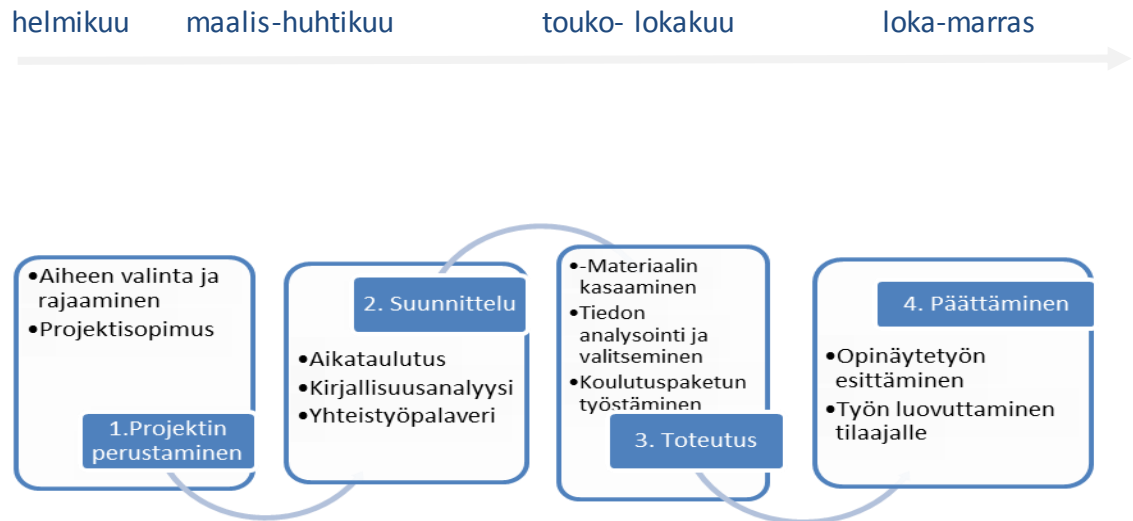 helmikuu maalis-huhtikuu touko- lokakuu loka-marras
•Aiheen valinta ja
rajaaminen
•Projektisopimus
1.Projektin
perustaminen
2. Suunnittelu
•Aikataulutus
•Kirjallisuusanalyysi
•Yhteistyöpalaveri
•-Materiaalin
kasaaminen
•Tiedon
analysointi ja
valitseminen
•Koulutuspaketun
työstäminen
3. Toteutus
4. Päättäminen
•Opinäytetyön
esittäminen
•Työn luovuttaminen
tilaajalle